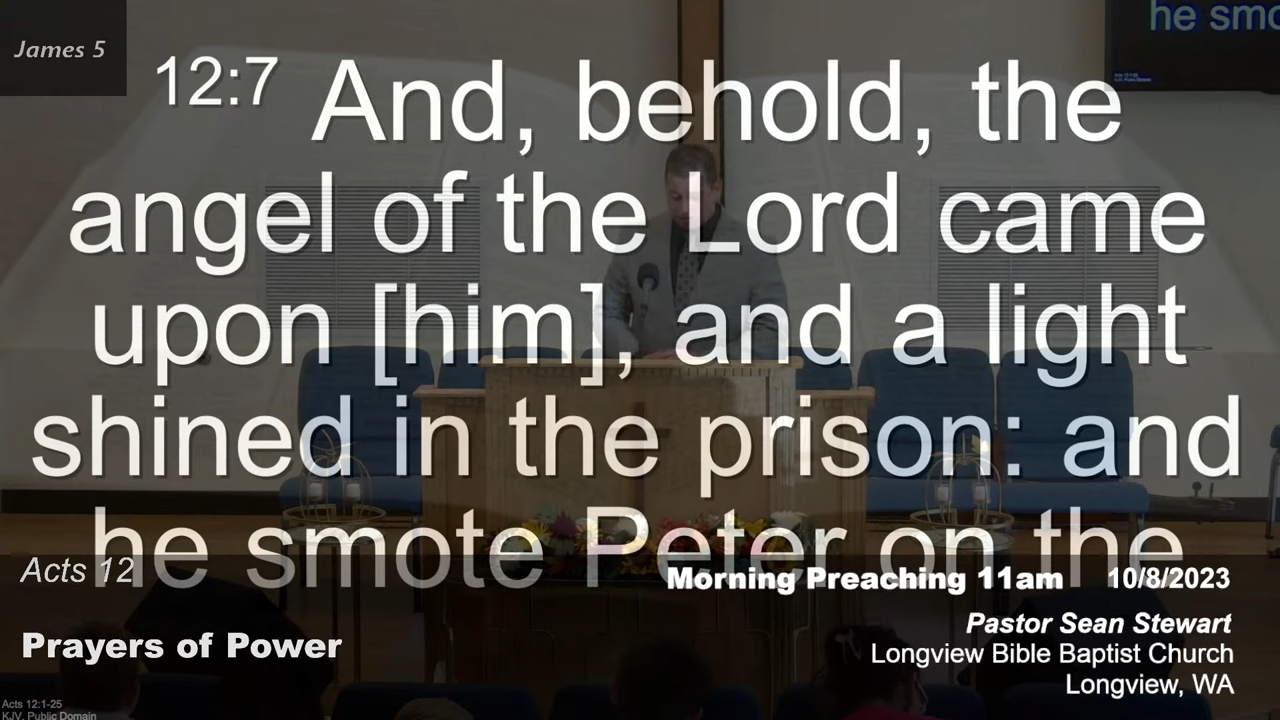 James 5
he smo
12:7 And, behold, the
angel of the Lord came
upon [him], and a light
shined in the prison: and
he smote Peter on the
Acts 12
Morning Preaching 11am 10/8/2023
Prayers of Power
Pastor Sean Stewart
Longview Bible Baptist Church
Longview, WA
Acts 12:1-25
KJV, Public Domain